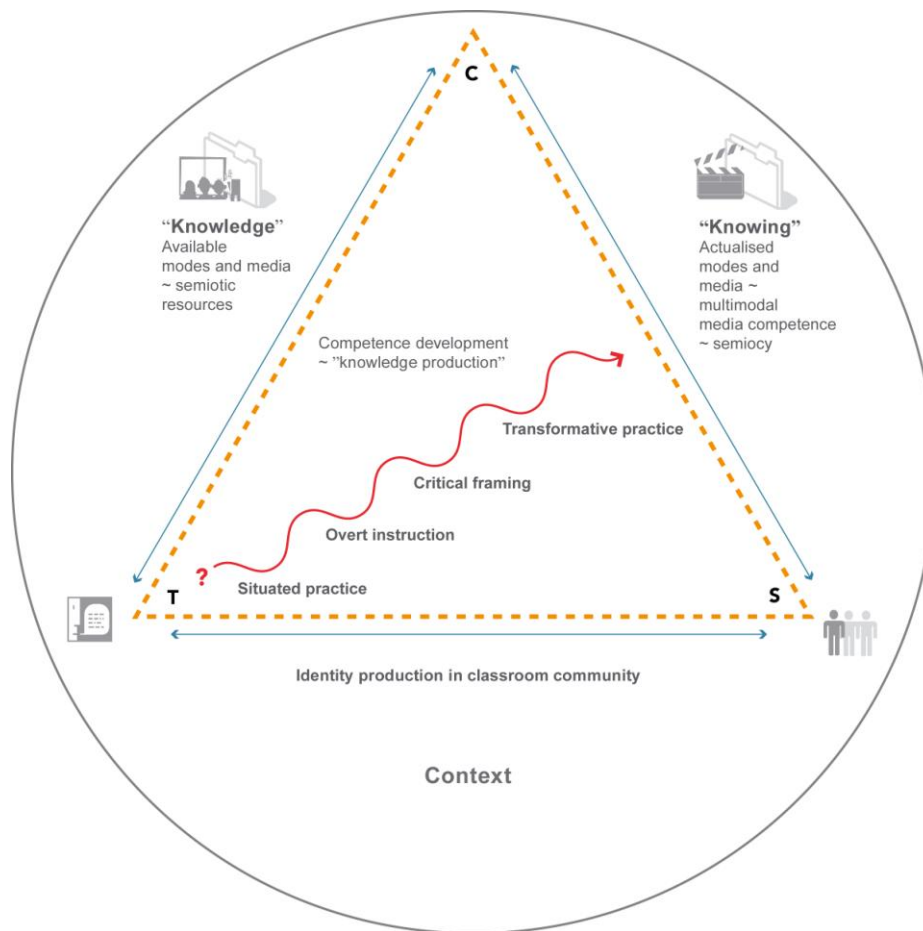 C
“Knowledge”
Available
modes and media
~ semiotic
resources
“Knowing”
Actualised
modes and
media ~
multimodal
media competence
~ semiocy
Competence development
~ ”knowledge production”
Transformative practice
Critical framing
Overt instruction
?
Situated practice
T
S
Identity production in classroom community
Context